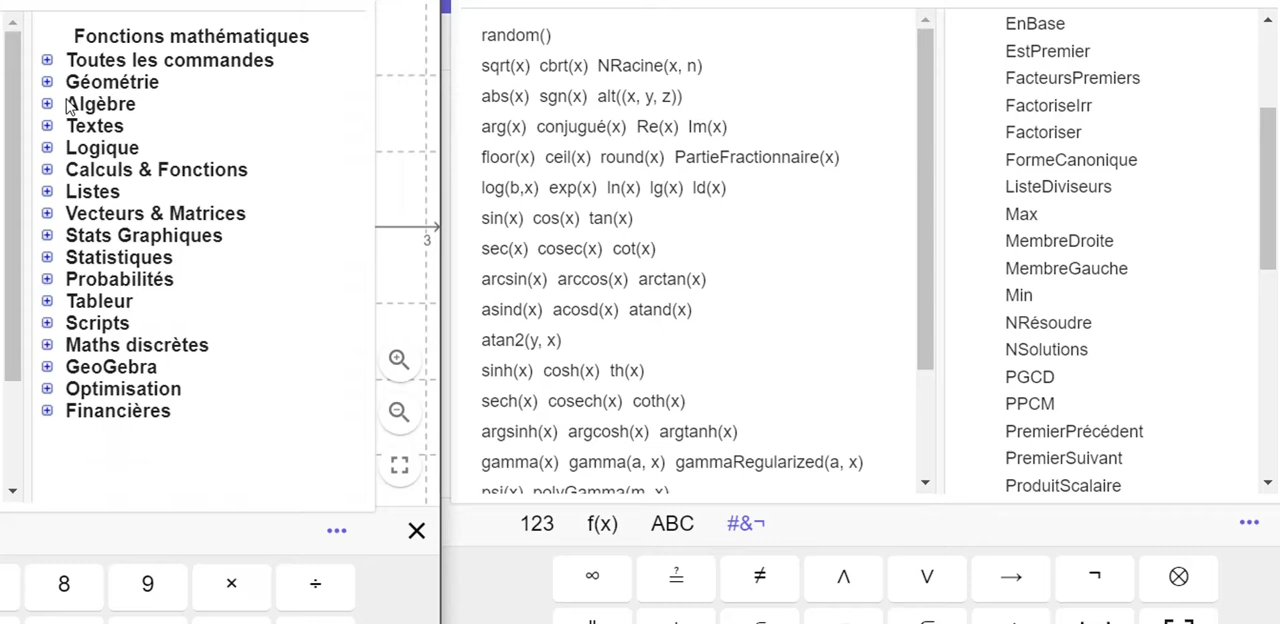 Fonctions mathématiques
Toutes les commandes
Géométrie
Algèbre
Textes
Logique
Calculs & Fonctions
Listes
Vecteurs & Matrices
Stats Graphiques
Statistiques
Probabilités
Tableur
Scripts
Maths discrètes
GeoGebra
Optimisation
Financières
3
8 9 × ÷
random()
sqrt(x) cbrt(x) NRacine(x, n)
abs(x) sgn(x) alt((x, y, z))
arg(x) conjugué(x) Re(x) Im(x)
floor(x) ceil(x) round(x) PartieFractionnaire(x)
log(b,x) exp(x) ln(x) lg(x) ld(x)
sin(x) cos(x) tan(x)
sec(x) cosec(x) cot(x)
arcsin(x) arccos(x) arctan(x)
asind(x) acosd(x) atand(x)
atan2(y, x)
sinh(x) cosh(x) th(x)
sech(x) cosech(x) coth(x)
argsinh(x) argcosh(x) argtanh(x)
gamma(x) gamma(a, x) gammaRegularized(a, x)
psi(x) polyGamma(m, x)
EnBase
EstPremier
FacteursPremiers
FactoriseIrr
Factoriser
FormeCanonique
ListeDiviseurs
Max
MembreDroite
MembreGauche
Min
NRésoudre
NSolutions
PGCD
PPCM
PremierPrécédent
PremierSuivant
ProduitScalaire
123 f(x) ABC #&¬
∞ ≟ ≠ ∧ ∨ → ¬ ⊗